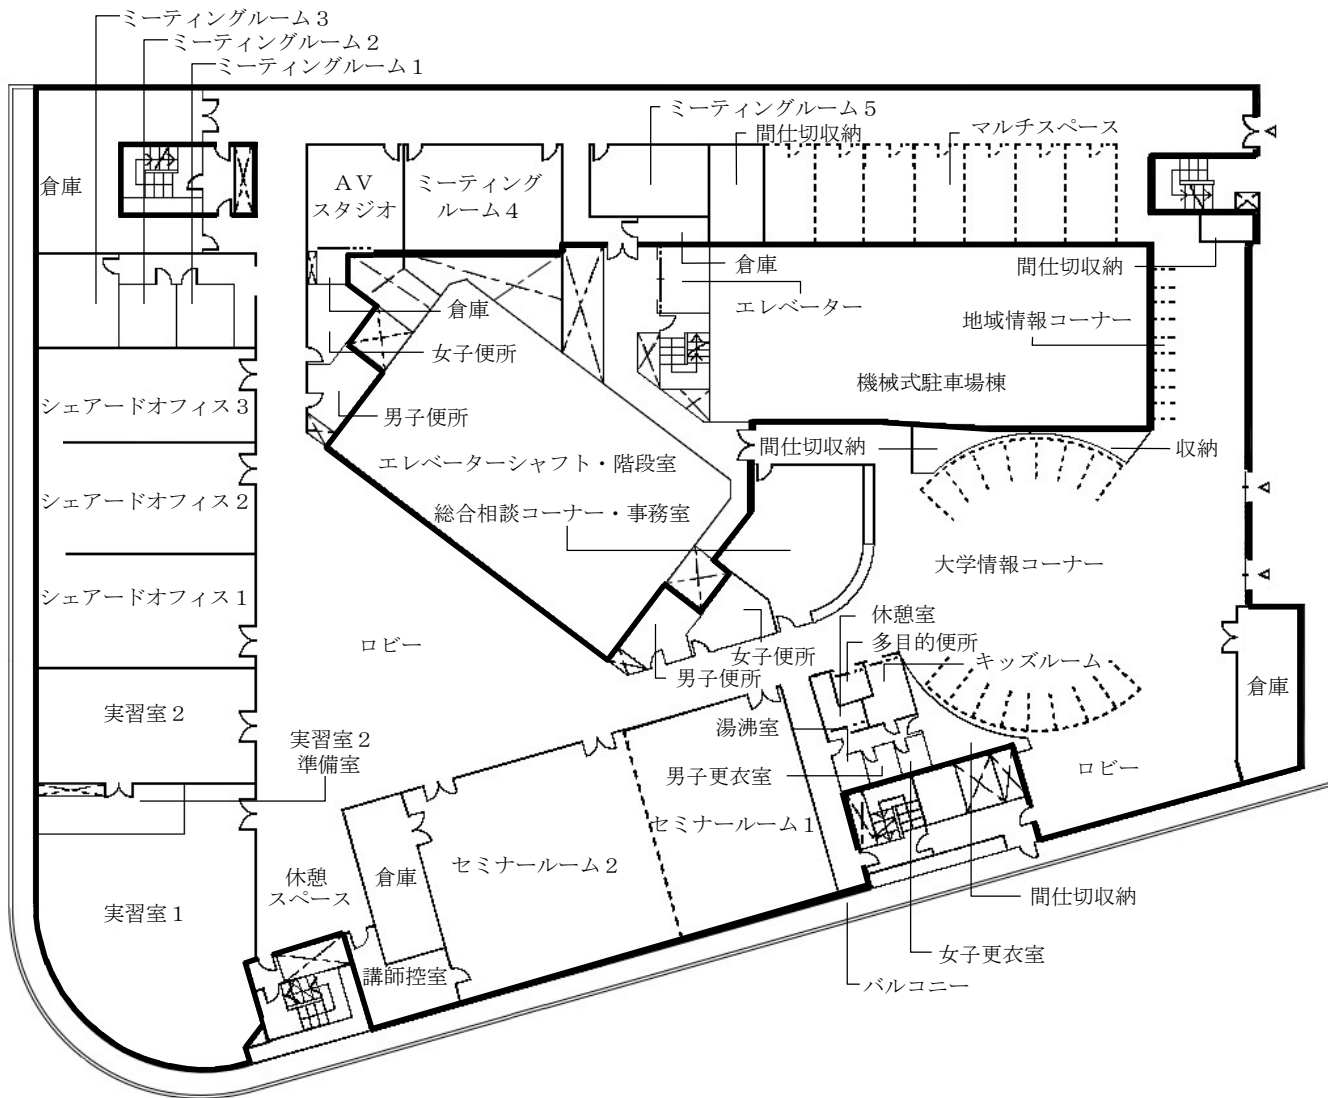 ミーティングルーム３
ミーティングルーム２
ミーティングルーム１
ミーティングルーム５
間仕切収納
マルチスペース
倉庫
ＡＶ
スタジオ
ミーティング
ルーム４
倉庫
間仕切収納
エレベーター
倉庫
地域情報コーナー
女子便所
機械式駐車場棟
シェアードオフィス３
男子便所
間仕切収納
収納
エレベーターシャフト・階段室
シェアードオフィス２
総合相談コーナー・事務室
大学情報コーナー
シェアードオフィス１
休憩室
ロビー
多目的便所
女子便所
キッズルーム
男子便所
倉庫
実習室２
湯沸室
実習室２
準備室
男子更衣室
ロビー
セミナールーム１
セミナールーム２
休憩
スペース
倉庫
間仕切収納
実習室１
女子更衣室
講師控室
バルコニー